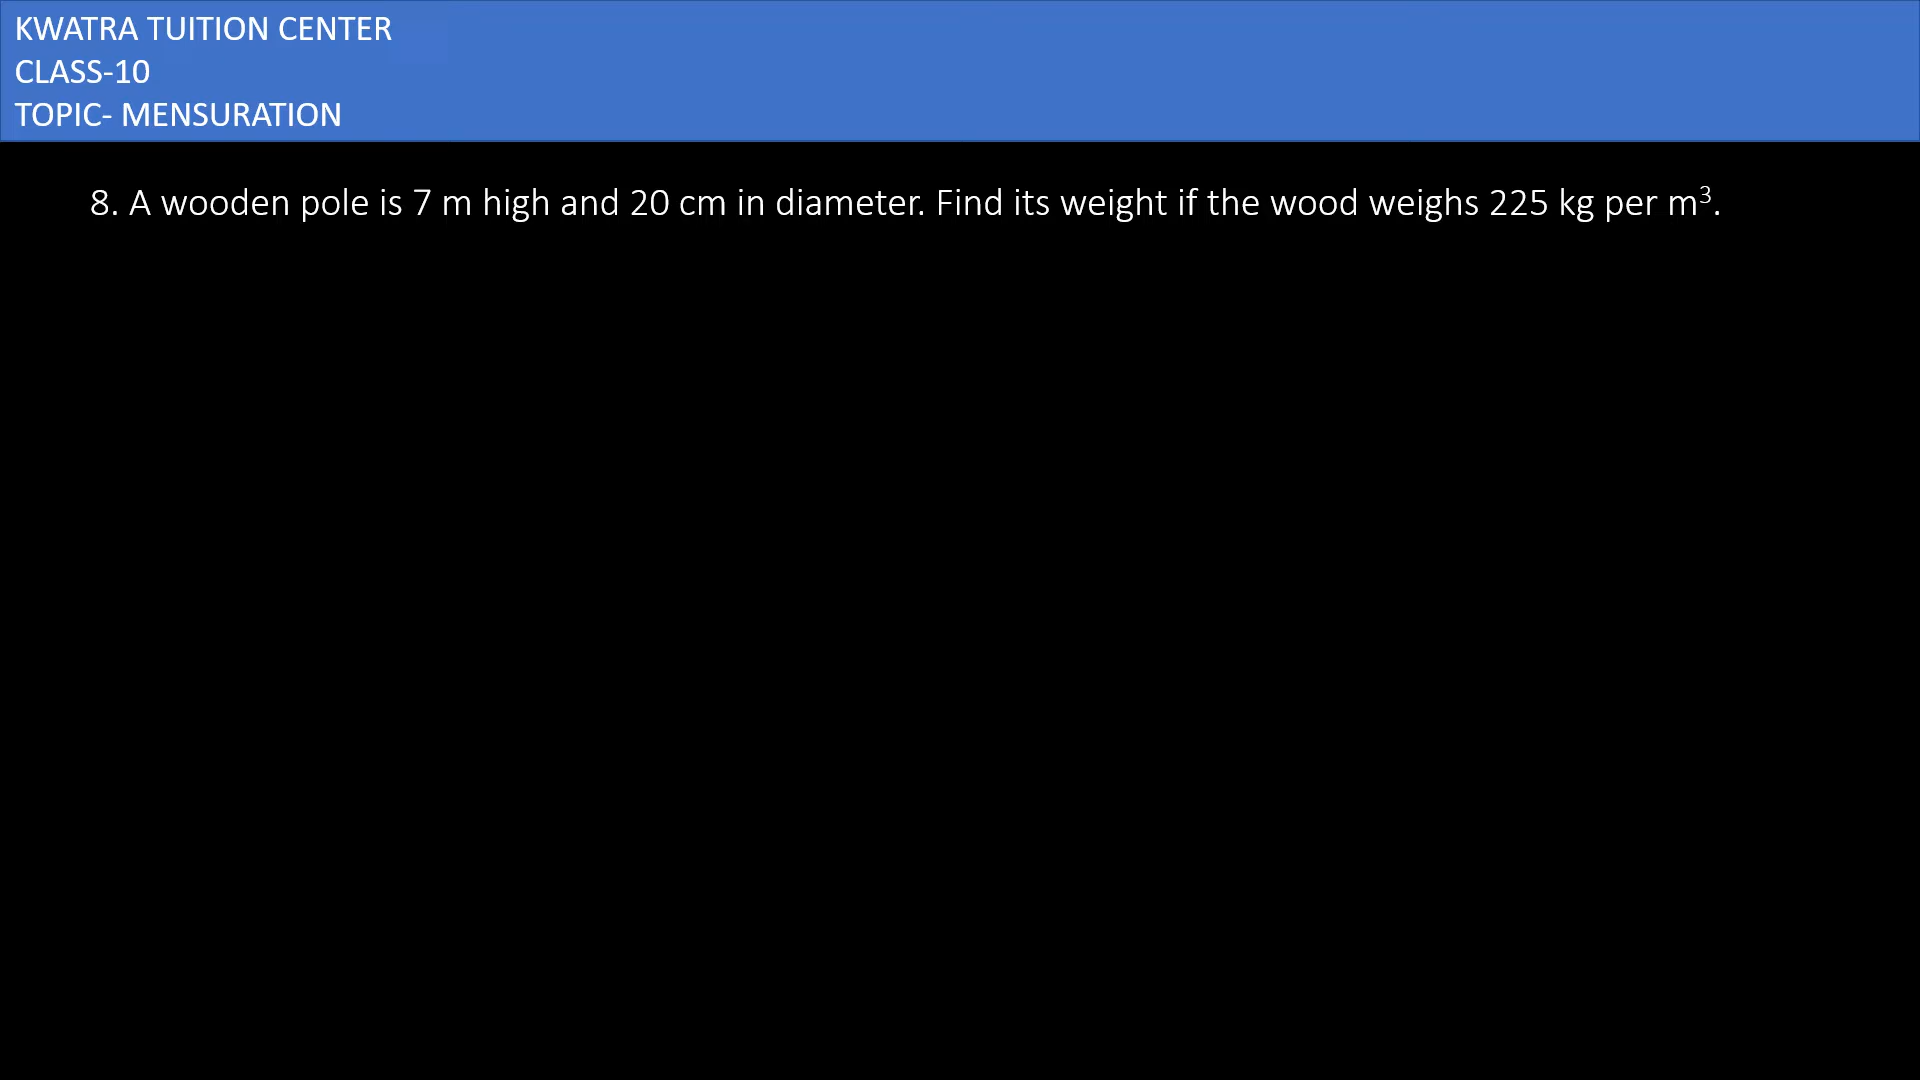 KWATRA TUITION CENTER
CLASS-10
TOPIC- MENSURATION
8. A wooden pole is 7 m high and 20 cm in diameter. Find its weight if the wood weighs 225 kg per m³.